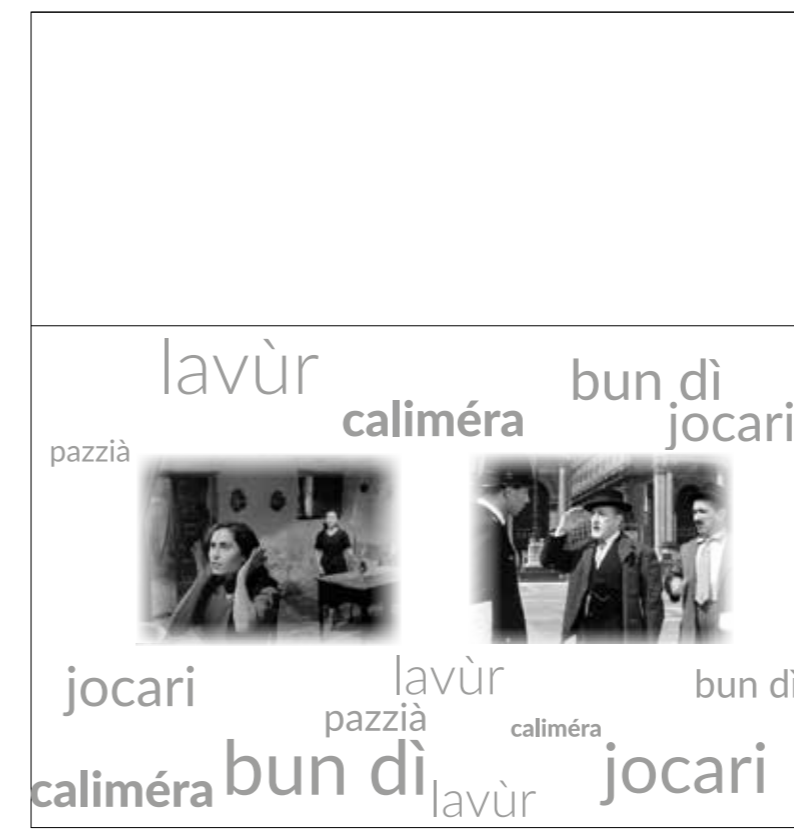 lavùr
bun dì
caliméra
jocari
pazzià
jocari
lavùr
bun dì
pazzià
caliméra
bun dì
jocari
caliméra
lavùr